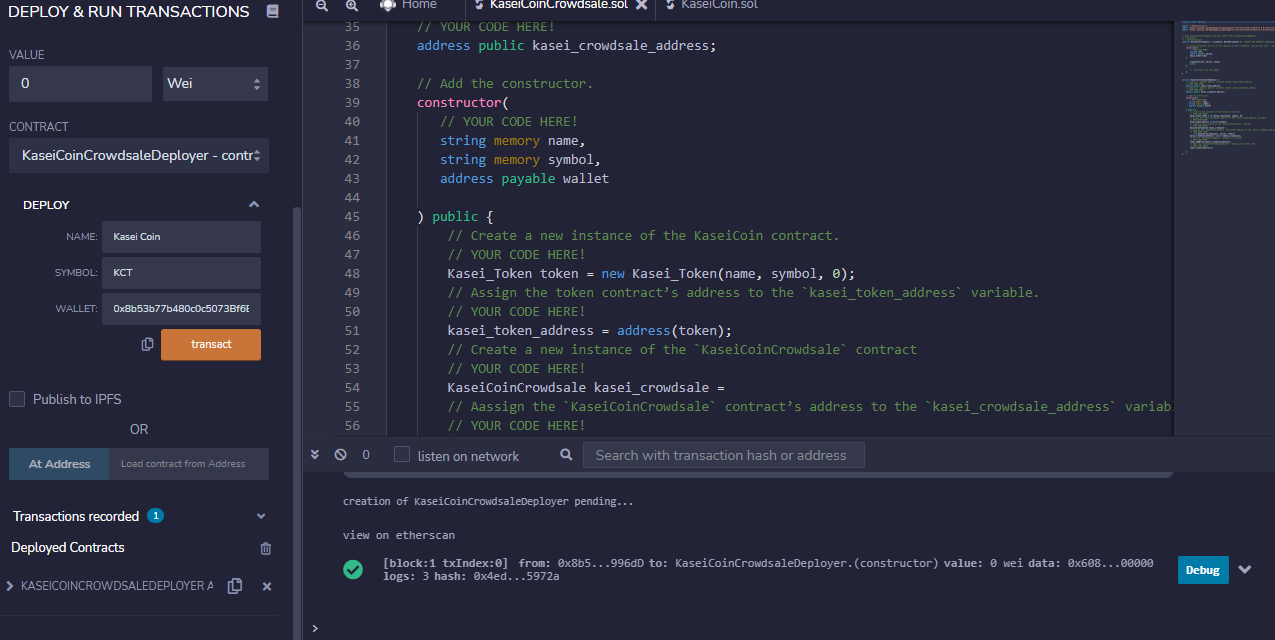 DEPLOY & RUN TRANSACTIONS
VALUE
0
Wei
CONTRACT
KaseiCoinCrowdsaleDeployer - contr
DEPLOY
NAME:
Kasei Coin
SYMBOL:
KCT
WALLET:
0x8b53b77b480c0c5073Bf6E
transact
Publish to IPFS
OR
At Address
Load contract from Address
Transactions recorded 1
Deployed Contracts
KASEICOINCROWDSALEDEPLOYER A
Home
KaseiCoinCrowdsale.sol
KaseiCoin.sol
35 // YOUR CODE HERE!
36 address public kasei_crowdsale_address;
37
38 // Add the constructor.
39 constructor(
40 // YOUR CODE HERE!
41 string memory name,
42 string memory symbol,
43 address payable wallet
44
45 ) public {
46 // Create a new instance of the KaseiCoin contract.
47 // YOUR CODE HERE!
48 Kasei_Token token = new Kasei_Token(name, symbol, 0);
49 // Assign the token contract’s address to the `kasei_token_address` variable.
50 // YOUR CODE HERE!
51 kasei_token_address = address(token);
52 // Create a new instance of the `KaseiCoinCrowdsale` contract
53 // YOUR CODE HERE!
54 KaseiCoinCrowdsale kasei_crowdsale =
55 // Aassign the `KaseiCoinCrowdsale` contract’s address to the `kasei_crowdsale_address` variab
56 // YOUR CODE HERE!
0
listen on network
Search with transaction hash or address
creation of KaseiCoinCrowdsaleDeployer pending...
view on etherscan
[block:1 txIndex:0] from: 0x8b5...996dD to: KaseiCoinCrowdsaleDeployer.(constructor) value: 0 wei data: 0x608...00000
logs: 3 hash: 0x4ed...5972a
Debug
>